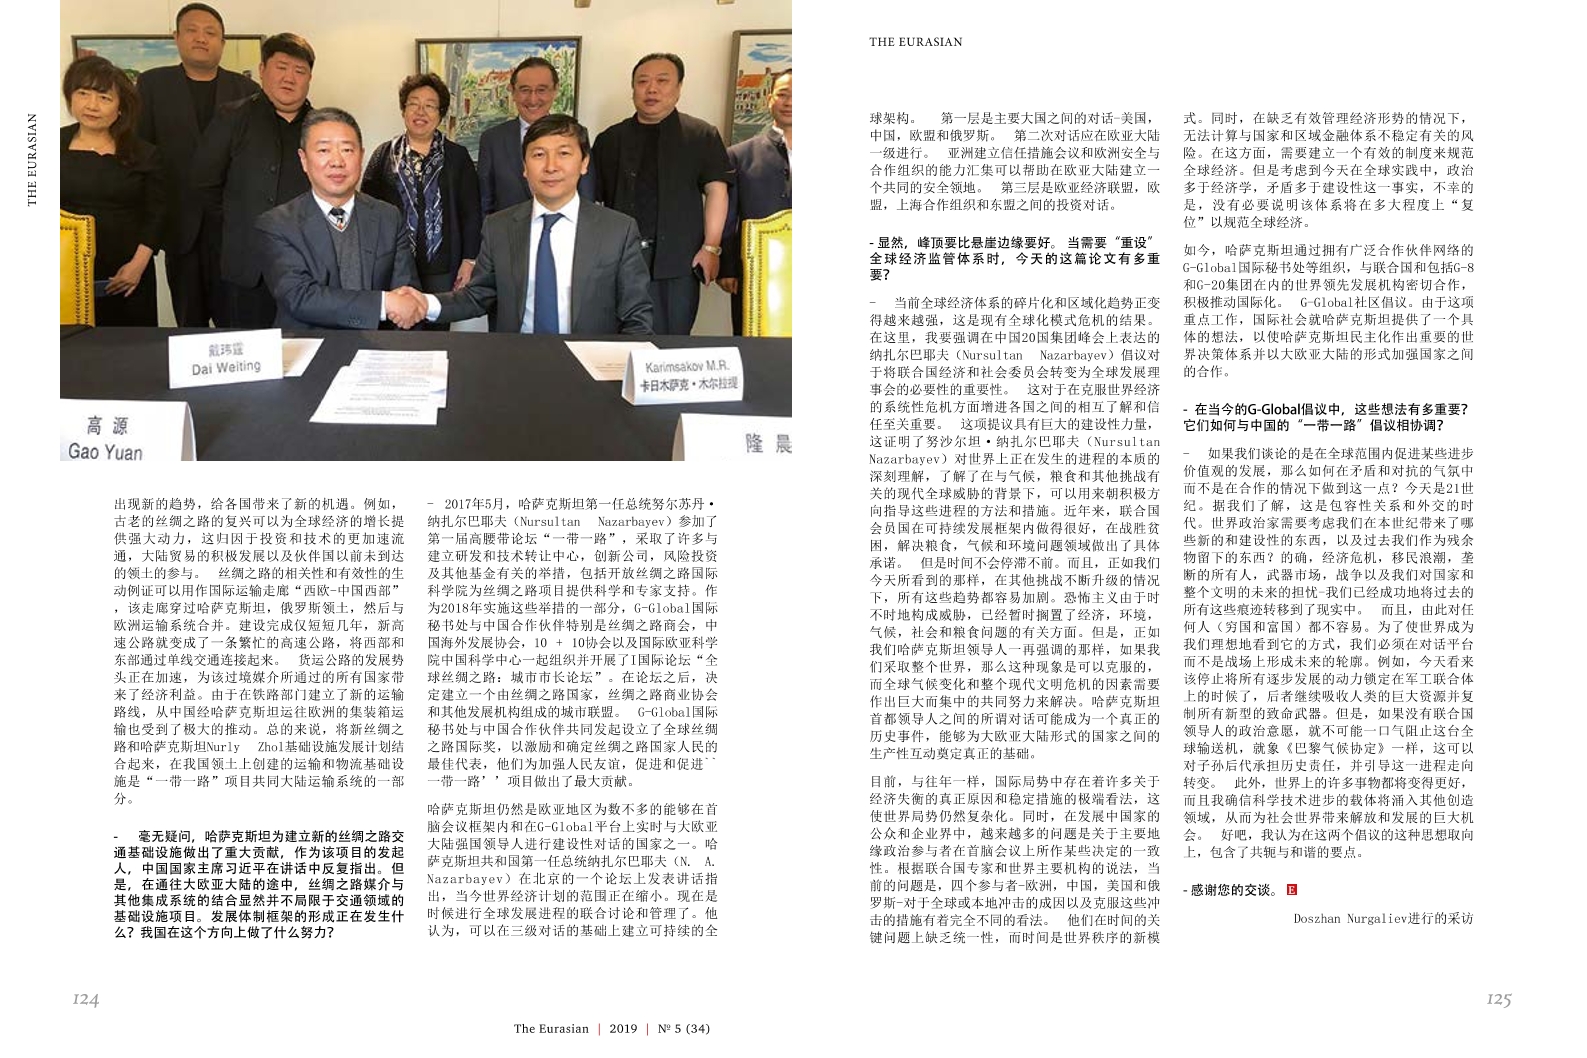 THE EURASIAN
戴玮霆
Dai Weiting
Karimsakov M.R.
卡日木萨克·木尔拉提
高 源
Gao Yuan
隆 晨
出现新的趋势，给各国带来了新的机遇。例如，
古老的丝绸之路的复兴可以为全球经济的增长提
供强大动力，这归因于投资和技术的更加速流
通，大陆贸易的积极发展以及伙伴国以前未到达
的领土的参与。 丝绸之路的相关性和有效性的生
动例证可以用作国际运输走廊“西欧-中国西部”
，该走廊穿过哈萨克斯坦，俄罗斯领土，然后与
欧洲运输系统合并。建设完成仅短短几年，新高
速公路就变成了一条繁忙的高速公路，将西部和
东部通过单线交通连接起来。 货运公路的发展势
头正在加速，为该过境媒介所通过的所有国家带
来了经济利益。由于在铁路部门建立了新的运输
路线，从中国经哈萨克斯坦运往欧洲的集装箱运
输也受到了极大的推动。总的来说，将新丝绸之
路和哈萨克斯坦Nurly Zhol基础设施发展计划结
合起来，在我国领土上创建的运输和物流基础设
施是“一带一路”项目共同大陆运输系统的一部
分。
- 毫无疑问，哈萨克斯坦为建立新的丝绸之路交
通基础设施做出了重大贡献，作为该项目的发起
人，中国国家主席习近平在讲话中反复指出。但
是，在通往大欧亚大陆的途中，丝绸之路媒介与
其他集成系统的结合显然并不局限于交通领域的
基础设施项目。发展体制框架的形成正在发生什
么？我国在这个方向上做了什么努力？
- 2017年5月，哈萨克斯坦第一任总统努尔苏丹·
纳扎尔巴耶夫（Nursultan Nazarbayev）参加了
第一届高腰带论坛“一带一路”，采取了许多与
建立研发和技术转让中心，创新公司，风险投资
及其他基金有关的举措，包括开放丝绸之路国际
科学院为丝绸之路项目提供科学和专家支持。作
为2018年实施这些举措的一部分，G-Global国际
秘书处与中国合作伙伴特别是丝绸之路商会，中
国海外发展协会，10 + 10协会以及国际欧亚科学
院中国科学中心一起组织并开展了I国际论坛“全
球丝绸之路：城市市长论坛”。在论坛之后，决
定建立一个由丝绸之路国家，丝绸之路商业协会
和其他发展机构组成的城市联盟。 G-Global国际
秘书处与中国合作伙伴共同发起设立了全球丝绸
之路国际奖，以激励和确定丝绸之路国家人民的
最佳代表，他们为加强人民友谊，促进和促进``
一带一路’’项目做出了最大贡献。
哈萨克斯坦仍然是欧亚地区为数不多的能够在首
脑会议框架内和在G-Global平台上实时与大欧亚
大陆强国领导人进行建设性对话的国家之一。哈
萨克斯坦共和国第一任总统纳扎尔巴耶夫（N. A.
Nazarbayev）在北京的一个论坛上发表讲话指
出，当今世界经济计划的范围正在缩小。现在是
时候进行全球发展进程的联合讨论和管理了。他
认为，可以在三级对话的基础上建立可持续的全
124
The Eurasian | 2019 | № 5 (34)
THE EURASIAN
球架构。 第一层是主要大国之间的对话-美国，
中国，欧盟和俄罗斯。 第二次对话应在欧亚大陆
一级进行。 亚洲建立信任措施会议和欧洲安全与
合作组织的能力汇集可以帮助在欧亚大陆建立一
个共同的安全领地。 第三层是欧亚经济联盟，欧
盟，上海合作组织和东盟之间的投资对话。
- 显然，峰顶要比悬崖边缘要好。 当需要“重设”
全球经济监管体系时，今天的这篇论文有多重
要？
- 当前全球经济体系的碎片化和区域化趋势正变
得越来越强，这是现有全球化模式危机的结果。
在这里，我要强调在中国20国集团峰会上表达的
纳扎尔巴耶夫（Nursultan Nazarbayev）倡议对
于将联合国经济和社会委员会转变为全球发展理
事会的必要性的重要性。 这对于在克服世界经济
的系统性危机方面增进各国之间的相互了解和信
任至关重要。 这项提议具有巨大的建设性力量，
这证明了努沙尔坦·纳扎尔巴耶夫（Nursultan
Nazarbayev）对世界上正在发生的进程的本质的
深刻理解，了解了在与气候，粮食和其他挑战有
关的现代全球威胁的背景下，可以用来朝积极方
向指导这些进程的方法和措施。近年来，联合国
会员国在可持续发展框架内做得很好，在战胜贫
困，解决粮食，气候和环境问题领域做出了具体
承诺。 但是时间不会停滞不前。而且，正如我们
今天所看到的那样，在其他挑战不断升级的情况
下，所有这些趋势都容易加剧。恐怖主义由于时
不时地构成威胁，已经暂时搁置了经济，环境，
气候，社会和粮食问题的有关方面。但是，正如
我们哈萨克斯坦领导人一再强调的那样，如果我
们采取整个世界，那么这种现象是可以克服的，
而全球气候变化和整个现代文明危机的因素需要
作出巨大而集中的共同努力来解决。哈萨克斯坦
首都领导人之间的所谓对话可能成为一个真正的
历史事件，能够为大欧亚大陆形式的国家之间的
生产性互动奠定真正的基础。
目前，与往年一样，国际局势中存在着许多关于
经济失衡的真正原因和稳定措施的极端看法，这
使世界局势仍然复杂化。同时，在发展中国家的
公众和企业界中，越来越多的问题是关于主要地
缘政治参与者在首脑会议上所作某些决定的一致
性。根据联合国专家和世界主要机构的说法，当
前的问题是，四个参与者-欧洲，中国，美国和俄
罗斯-对于全球或本地冲击的成因以及克服这些冲
击的措施有着完全不同的看法。 他们在时间的关
键问题上缺乏统一性，而时间是世界秩序的新模
式。同时，在缺乏有效管理经济形势的情况下，
无法计算与国家和区域金融体系不稳定有关的风
险。在这方面，需要建立一个有效的制度来规范
全球经济。但是考虑到今天在全球实践中，政治
多于经济学，矛盾多于建设性这一事实，不幸的
是，没有必要说明该体系将在多大程度上“复
位”以规范全球经济。
如今，哈萨克斯坦通过拥有广泛合作伙伴网络的
G-Global国际秘书处等组织，与联合国和包括G-8
和G-20集团在内的世界领先发展机构密切合作，
积极推动国际化。 G-Global社区倡议。由于这项
重点工作，国际社会就哈萨克斯坦提供了一个具
体的想法，以使哈萨克斯坦民主化作出重要的世
界决策体系并以大欧亚大陆的形式加强国家之间
的合作。
- 在当今的G-Global倡议中，这些想法有多重要？
它们如何与中国的“一带一路”倡议相协调？
- 如果我们谈论的是在全球范围内促进某些进步
价值观的发展，那么如何在矛盾和对抗的气氛中
而不是在合作的情况下做到这一点？今天是21世
纪。据我们了解，这是包容性关系和外交的时
代。世界政治家需要考虑我们在本世纪带来了哪
些新的和建设性的东西，以及过去我们作为残余
物留下的东西？的确，经济危机，移民浪潮，垄
断的所有人，武器市场，战争以及我们对国家和
整个文明的未来的担忧-我们已经成功地将过去的
所有这些痕迹转移到了现实中。 而且，由此对任
何人（穷国和富国）都不容易。为了使世界成为
我们理想地看到它的方式，我们必须在对话平台
而不是战场上形成未来的轮廓。例如，今天看来
该停止将所有逐步发展的动力锁定在军工联合体
上的时候了，后者继续吸收人类的巨大资源并复
制所有新型的致命武器。但是，如果没有联合国
领导人的政治意愿，就不可能一口气阻止这台全
球输送机，就象《巴黎气候协定》一样，这可以
对子孙后代承担历史责任，并引导这一进程走向
转变。 此外，世界上的许多事物都将变得更好，
而且我确信科学技术进步的载体将涌入其他创造
领域，从而为社会世界带来解放和发展的巨大机
会。 好吧，我认为在这两个倡议的这种思想取向
上，包含了共轭与和谐的要点。
- 感谢您的交谈。 E
Doszhan Nurgaliev进行的采访
125